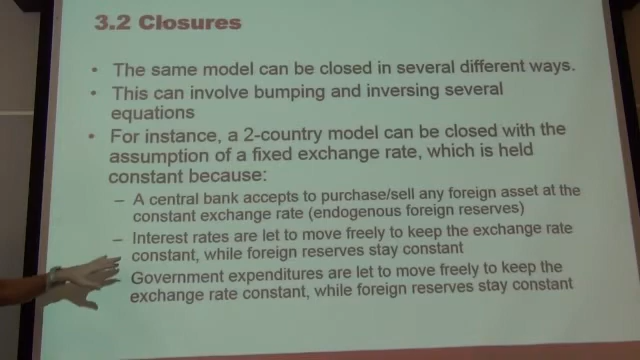 3.2 Closures
• The same model can be closed in several different ways.
• This can involve bumping and inversing several
equations
• For instance, a 2-country model can be closed with the
assumption of a fixed exchange rate, which is held
constant because:
– A central bank accepts to purchase/sell any foreign asset at the
constant exchange rate (endogenous foreign reserves)
– Interest rates are let to move freely to keep the exchange rate
constant, while foreign reserves stay constant
Government expenditures are let to move freely to keep the
exchange rate constant, while foreign reserves stay constant